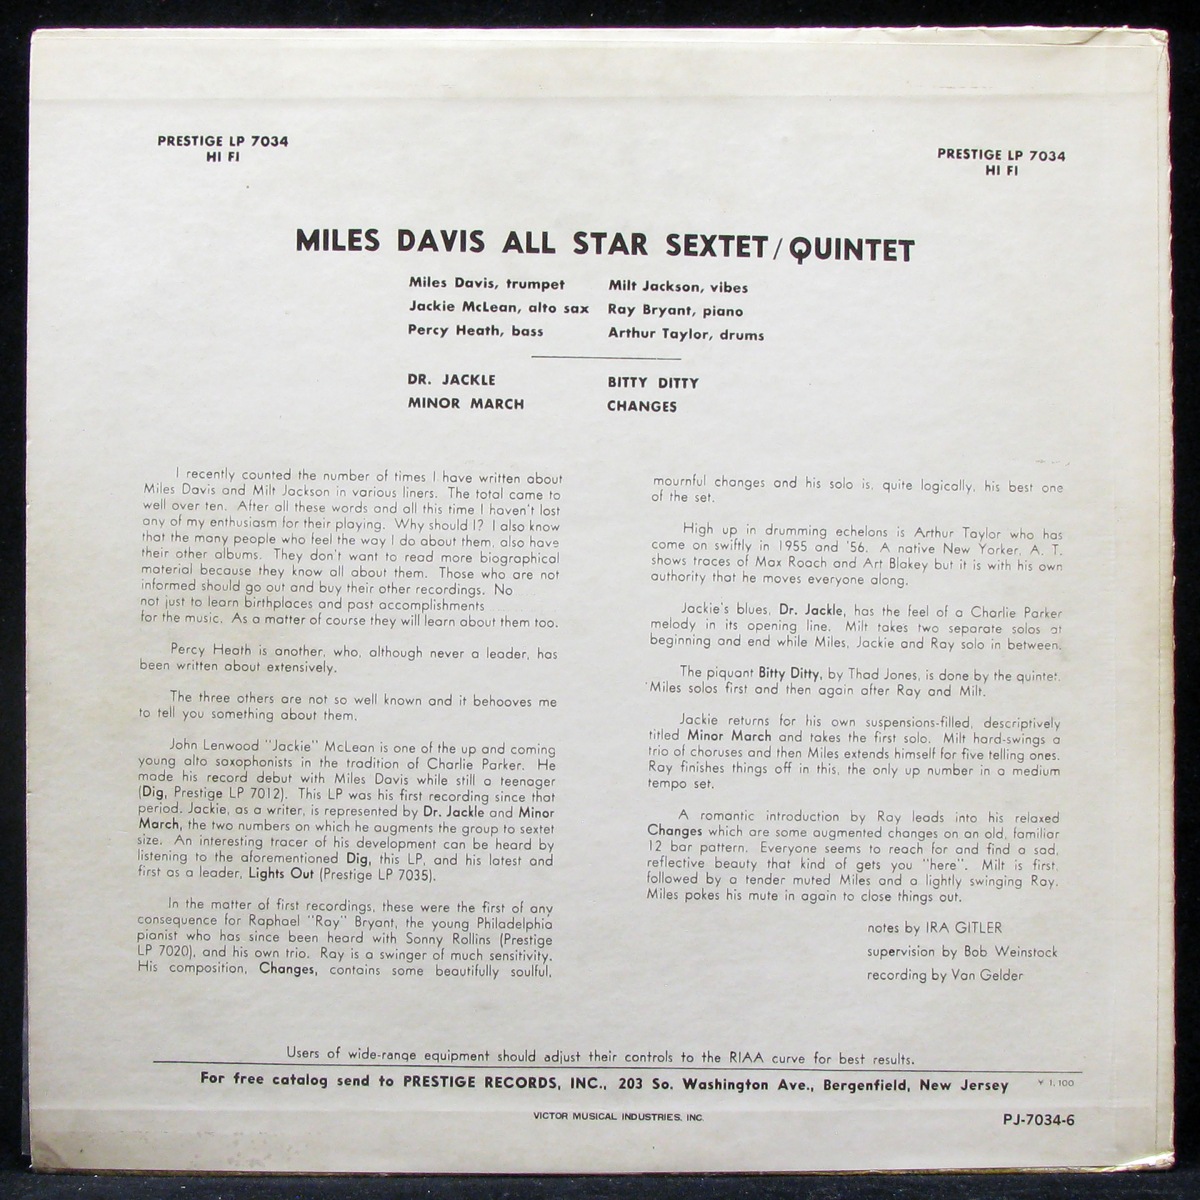 PRESTIGE LP 7034
HI FI
PRESTIGE LP 7034
HI FI
MILES DAVIS ALL STAR SEXTET/QUINTET
Miles Davis, trumpet
Milt Jackson, vibes
Jackie McLean, alto sax
Ray Bryant, piano
Percy Heath, bass
Arthur Taylor, drums
DR. JACKLE
BITTY DITTY
MINOR MARCH
CHANGES
I recently counted the number of times I have written about
Miles Davis and Milt Jackson in various liners. The total came to
well over ten. After all these words and all this time I haven't lost
any of my enthusiasm for their playing. Why should I? I also know
that the many people who feel the way I do about them, also have
their other albums. They don't want to read more biographical
material because they know all about them. Those who are not
informed should go out and buy their other recordings. No
not just to learn birthplaces and past accomplishments
for the music. As a matter of course they will learn about them too.
Percy Heath is another, who, although never a leader, has
been written about extensively.
The three others are not so well known and it behooves me
to tell you something about them.
John Lenwood "Jackie" McLean is one of the up and coming
young alto saxophonists in the tradition of Charlie Parker. He
made his record debut with Miles Davis while still a teenager
(Dig, Prestige LP 7012). This LP was his first recording since that
period. Jackie, as a writer, is represented by Dr. Jackle and Minor
March, the two numbers on which he augments the group to sextet
size. An interesting tracer of his development can be heard by
listening to the aforementioned Dig, this LP, and his latest and
first as a leader, Lights Out (Prestige LP 7035).
In the matter of first recordings, these were the first of any
consequence for Raphael "Ray" Bryant, the young Philadelphia
pianist who has since been heard with Sonny Rollins (Prestige
LP 7020), and his own trio. Ray is a swinger of much sensitivity.
His composition, Changes, contains some beautifully soulful,
mournful changes and his solo is, quite logically, his best one
of the set.
High up in drumming echelons is Arthur Taylor who has
come on swiftly in 1955 and '56. A native New Yorker, A. T.
shows traces of Max Roach and Art Blakey but it is with his own
authority that he moves everyone along.
Jackie's blues, Dr. Jackle, has the feel of a Charlie Parker
melody in its opening line. Milt takes two separate solos at
beginning and end while Miles, Jackie and Ray solo in between.
The piquant Bitty Ditty, by Thad Jones, is done by the quintet.
Miles solos first and then again after Ray and Milt.
Jackie returns for his own suspensions-filled, descriptively
titled Minor March and takes the first solo. Milt hard-swings a
trio of choruses and then Miles extends himself for five telling ones.
Ray finishes things off in this, the only up number in a medium
tempo set.
A romantic introduction by Ray leads into his relaxed
Changes which are some augmented changes on an old, familiar
12 bar pattern. Everyone seems to reach for and find a sad,
reflective beauty that kind of gets you "here". Milt is first,
followed by a tender muted Miles and a lightly swinging Ray.
Miles pokes his mute in again to close things out.
notes by IRA GITLER
supervision by Bob Weinstock
recording by Van Gelder
Users of wide-range equipment should adjust their controls to the RIAA curve for best results.
For free catalog send to PRESTIGE RECORDS, INC., 203 So. Washington Ave., Bergenfield, New Jersey
¥ 1,100
VICTOR MUSICAL INDUSTRIES, INC.
PJ-7034-6